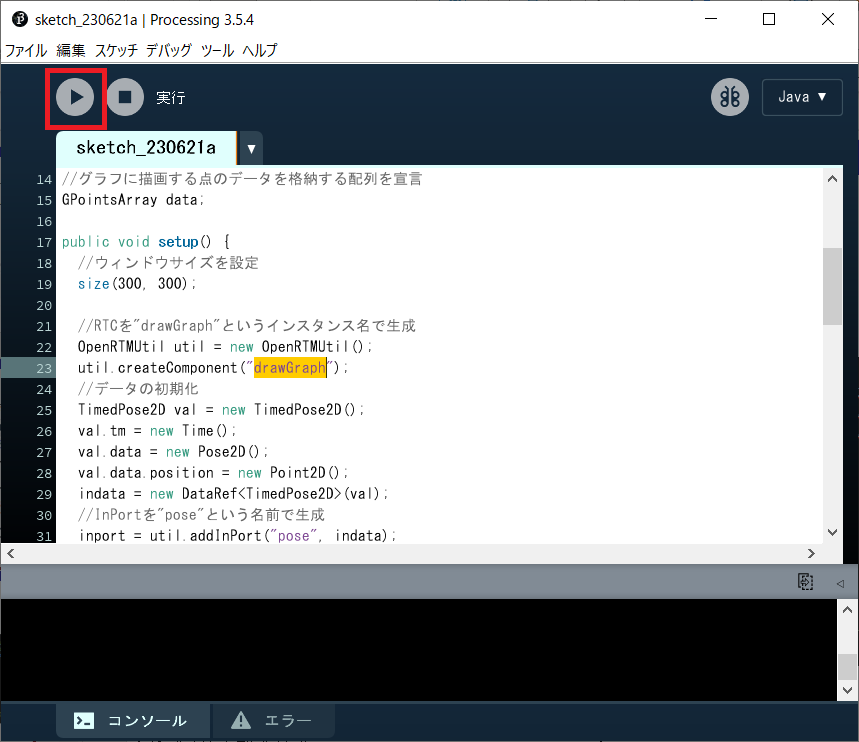 sketch_230621a | Processing 3.5.4
ファイル 編集 スケッチ デバッグ ツール ヘルプ
実行
Java ▼
sketch_230621a ▼
14 //グラフに描画する点のデータを格納する配列を宣言
15 GPointsArray data;
16
17 public void setup() {
18 //ウィンドウサイズを設定
19 size(300, 300);
20
21 //RTCを"drawGraph"というインスタンス名で生成
22 OpenRTMUtil util = new OpenRTMUtil();
23 util.createComponent("drawGraph");
24 //データの初期化
25 TimedPose2D val = new TimedPose2D();
26 val.tm = new Time();
27 val.data = new Pose2D();
28 val.data.position = new Point2D();
29 indata = new DataRef<TimedPose2D>(val);
30 //InPortを"pose"という名前で生成
31 inport = util.addInPort("pose", indata);
コンソール
エラー